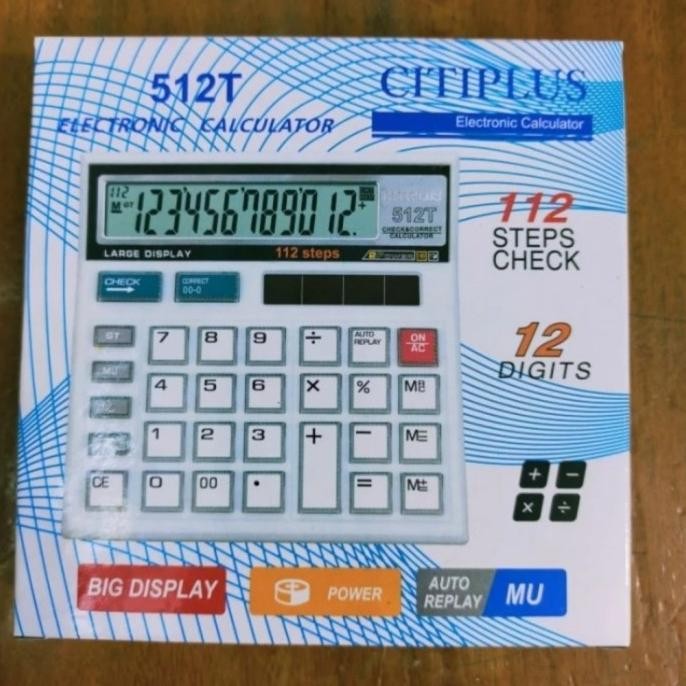 512T
ELECTRONIC CALCULATOR
CITIPLUS
Electronic Calculator
112
M GT
123456789012.
+
512T
CHECK&CORRECT
CALCULATOR
LARGE DISPLAY
112 steps
CHECK
CORRECT
00-0
GT
7
8
9
÷
AUTO
REPLAY
ON
AC
MU
4
5
6
×
%
1
2
3
+
−
CE
0
00
.
=
112
STEPS
CHECK
12
DIGITS
+
−
×
÷
BIG DISPLAY
POWER
AUTO
REPLAY
MU